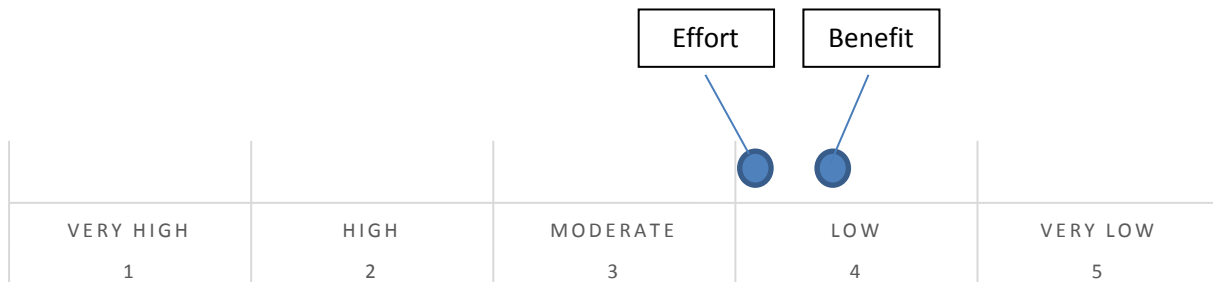 Effort
Benefit
VERY HIGH
HIGH
MODERATE
LOW
VERY LOW
1
2
3
4
5